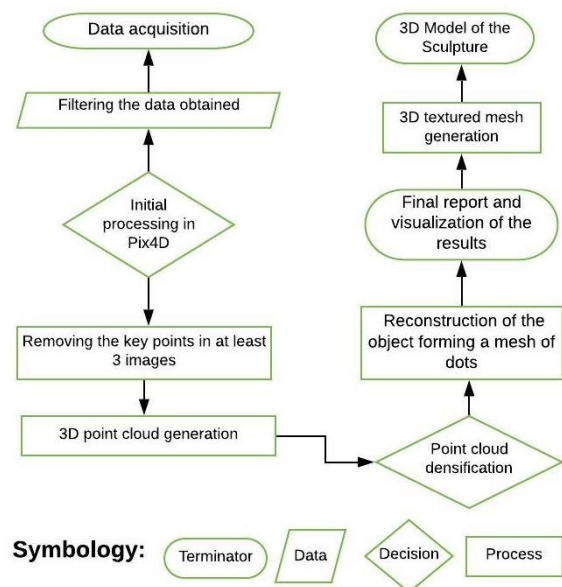 Data acquisition
Filtering the data obtained
Initial
processing in
Pix4D
Removing the key points in at least
3 images
3D point cloud generation
3D Model of the
Sculpture
3D textured mesh
generation
Final report and
visualization of the
results
Reconstruction of the
object forming a mesh of
dots
Point cloud
densification
Symbology:
Terminator
Data
Decision
Process